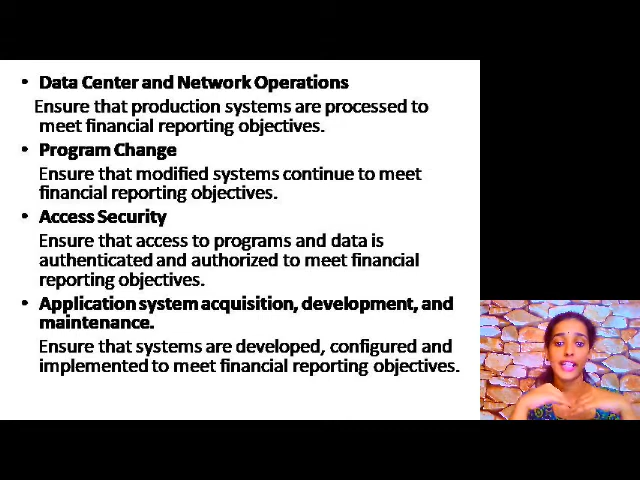 • Data Center and Network Operations
Ensure that production systems are processed to
meet financial reporting objectives.
• Program Change
Ensure that modified systems continue to meet
financial reporting objectives.
• Access Security
Ensure that access to programs and data is
authenticated and authorized to meet financial
reporting objectives.
• Application system acquisition, development, and
maintenance.
Ensure that systems are developed, configured and
implemented to meet financial reporting objectives.